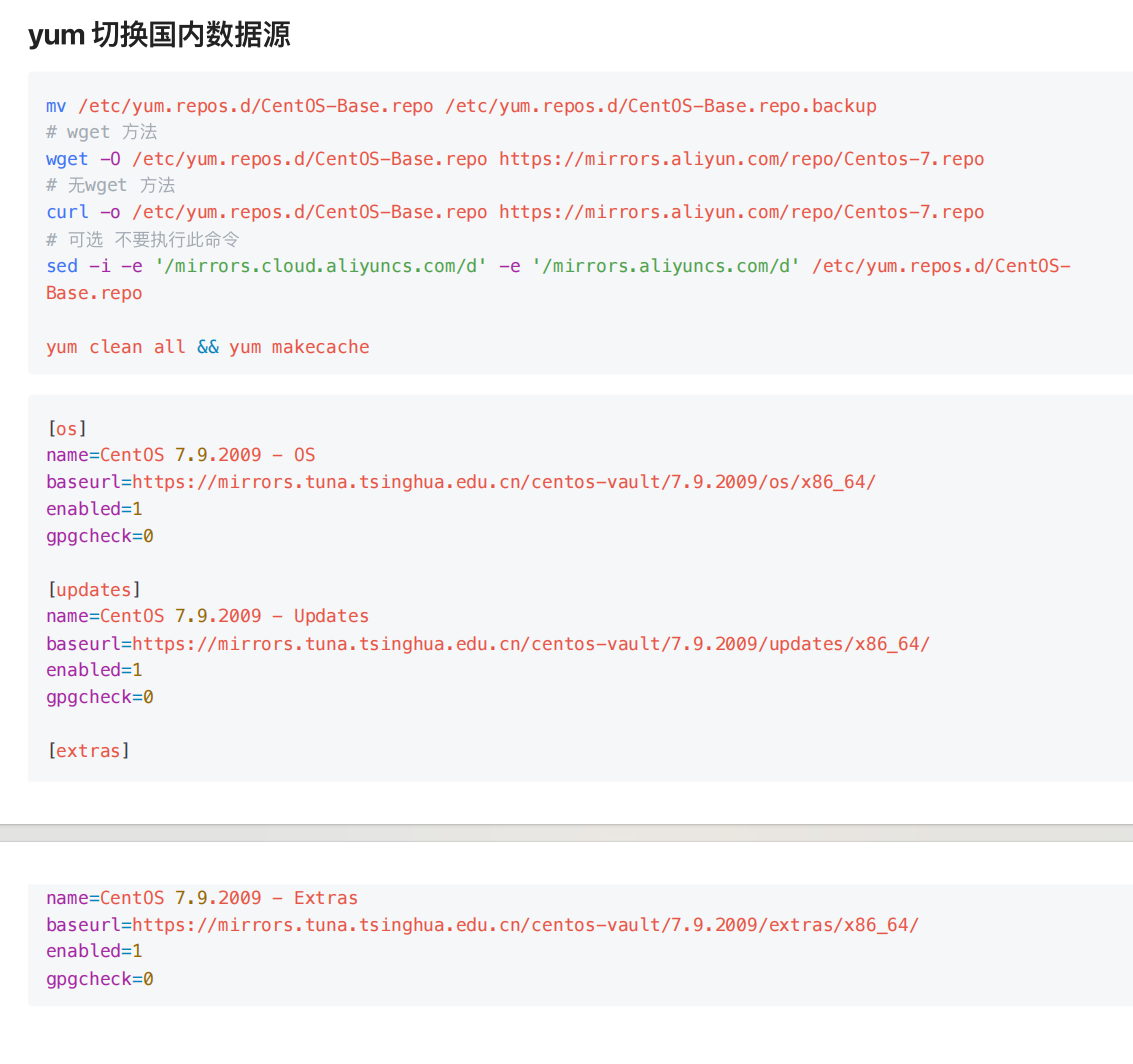 yum 切换国内数据源
mv /etc/yum.repos.d/CentOS-Base.repo /etc/yum.repos.d/CentOS-Base.repo.backup
# wget 方法
wget -O /etc/yum.repos.d/CentOS-Base.repo https://mirrors.aliyun.com/repo/Centos-7.repo
# 无wget 方法
curl -o /etc/yum.repos.d/CentOS-Base.repo https://mirrors.aliyun.com/repo/Centos-7.repo
# 可选 不要执行此命令
sed -i -e '/mirrors.cloud.aliyuncs.com/d' -e '/mirrors.aliyuncs.com/d' /etc/yum.repos.d/CentOS-
Base.repo
yum clean all && yum makecache
[os]
name=CentOS 7.9.2009 - OS
baseurl=https://mirrors.tuna.tsinghua.edu.cn/centos-vault/7.9.2009/os/x86_64/
enabled=1
gpgcheck=0
[updates]
name=CentOS 7.9.2009 - Updates
baseurl=https://mirrors.tuna.tsinghua.edu.cn/centos-vault/7.9.2009/updates/x86_64/
enabled=1
gpgcheck=0
[extras]
name=CentOS 7.9.2009 - Extras
baseurl=https://mirrors.tuna.tsinghua.edu.cn/centos-vault/7.9.2009/extras/x86_64/
enabled=1
gpgcheck=0